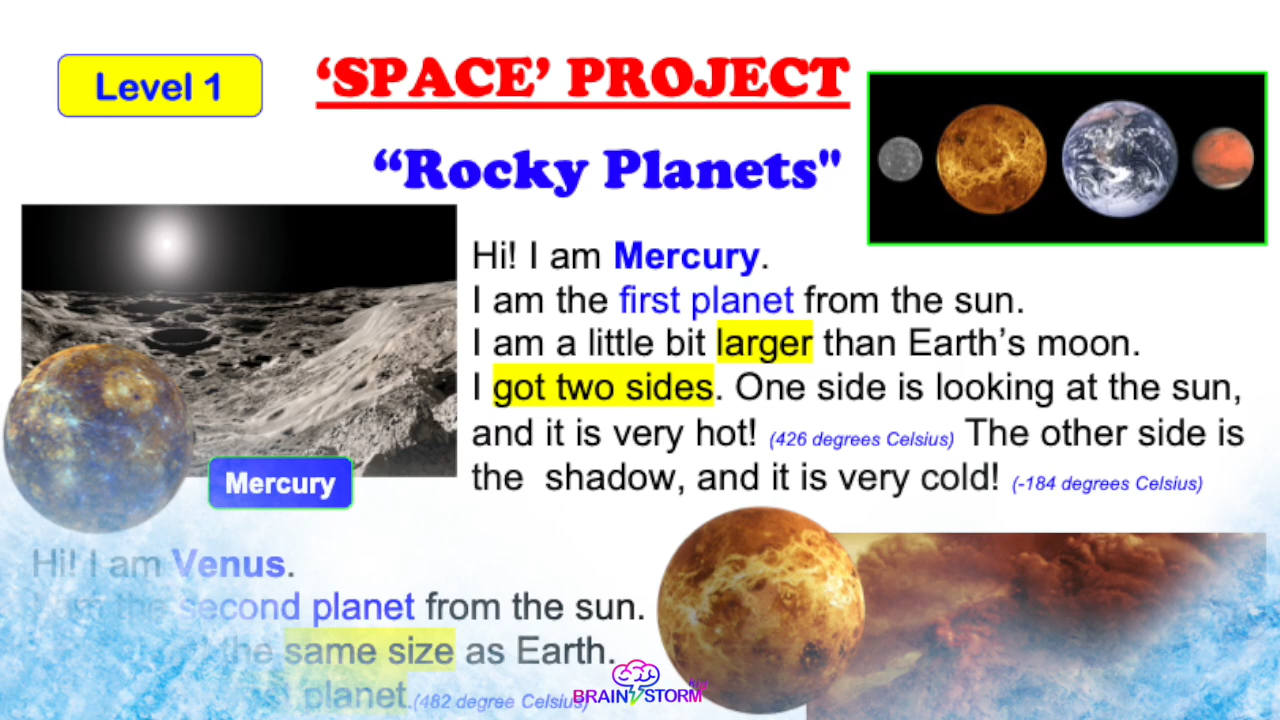 Level 1
‘SPACE’ PROJECT
“Rocky Planets"
Hi! I am Mercury.
I am the first planet from the sun.
I am a little bit larger than Earth’s moon.
I got two sides. One side is looking at the sun,
and it is very hot! (426 degrees Celsius) The other side is
the shadow, and it is very cold! (-184 degrees Celsius)
Mercury
Hi! I am Venus.
I am the second planet from the sun.
the same size as Earth.
planet. (482 degree Celsius)
BRAINSTORM